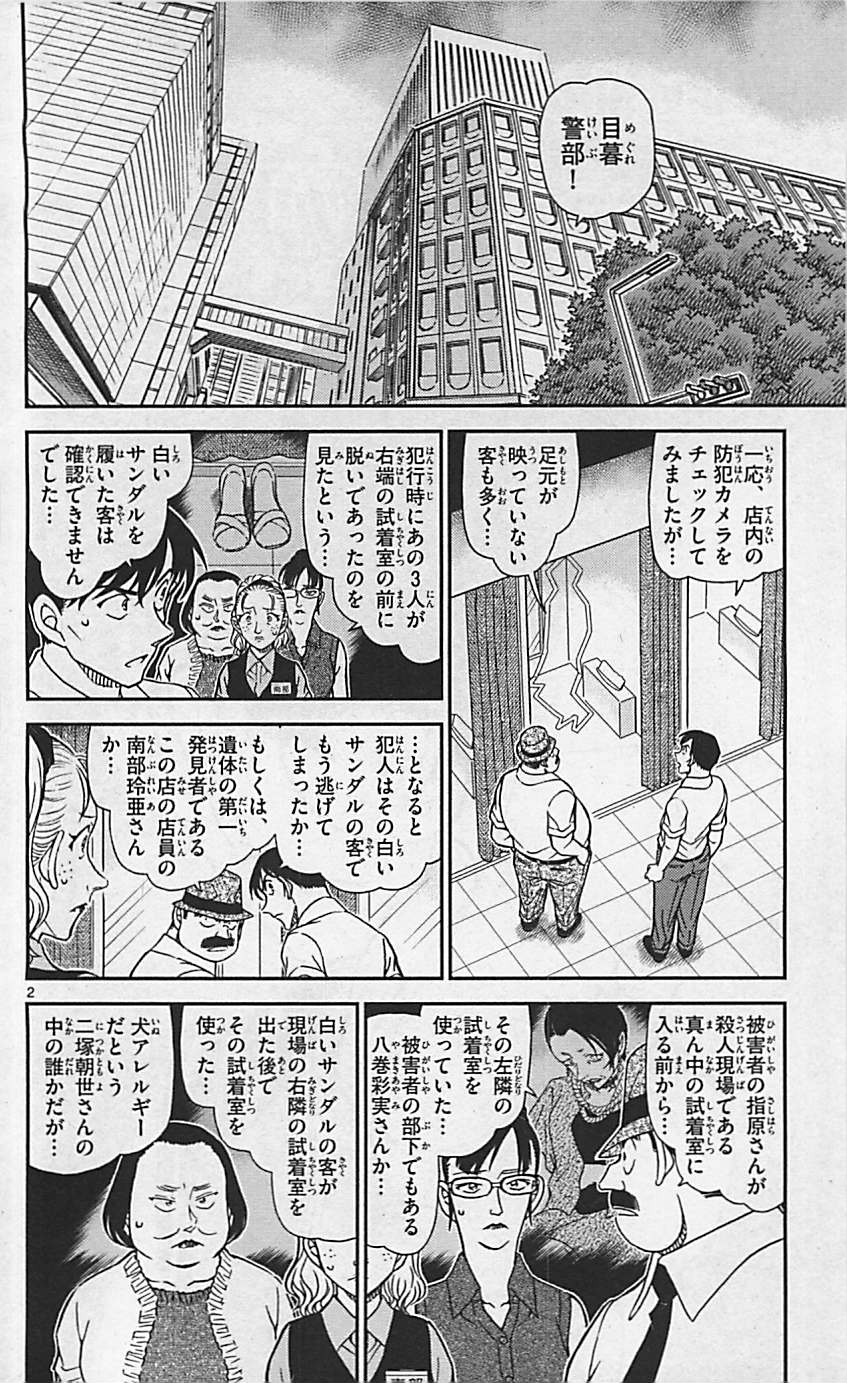 目暮
警部！
一応、店内の
防犯カメラを
チェックして
みましたが…
足元が
映っていない
客も多く…
犯行時にあの3人が
右端の試着室の前に
脱いであったのを
見たという…
白い
サンダルを
履いた客は
確認できません
でした…
南部
…となると
犯人はその白い
サンダルの客で
もう逃げて
しまったか…
もしくは、
遺体の第一
発見者である
この店の店員の
南部玲亜さん
か…
2
被害者の指原さんが
殺人現場である
真ん中の試着室に
入る前から…
その左隣の
試着室を
使っていた…
被害者の部下でもある
八巻彩実さんか…
白いサンダルの客が
現場の右隣の試着室を
出た後で
その試着室を
使った…
犬アレルギー
だという
二塚朝世さんの
中の誰かだが…
南部